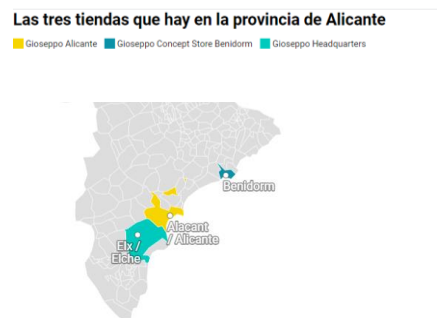 Las tres tiendas que hay en la provincia de Alicante
Gioseppo Alicante Gioseppo Concept Store Benidorm Gioseppo Headquarters
Benidorm
Alacant
/ Alicante
Elx /
Elche